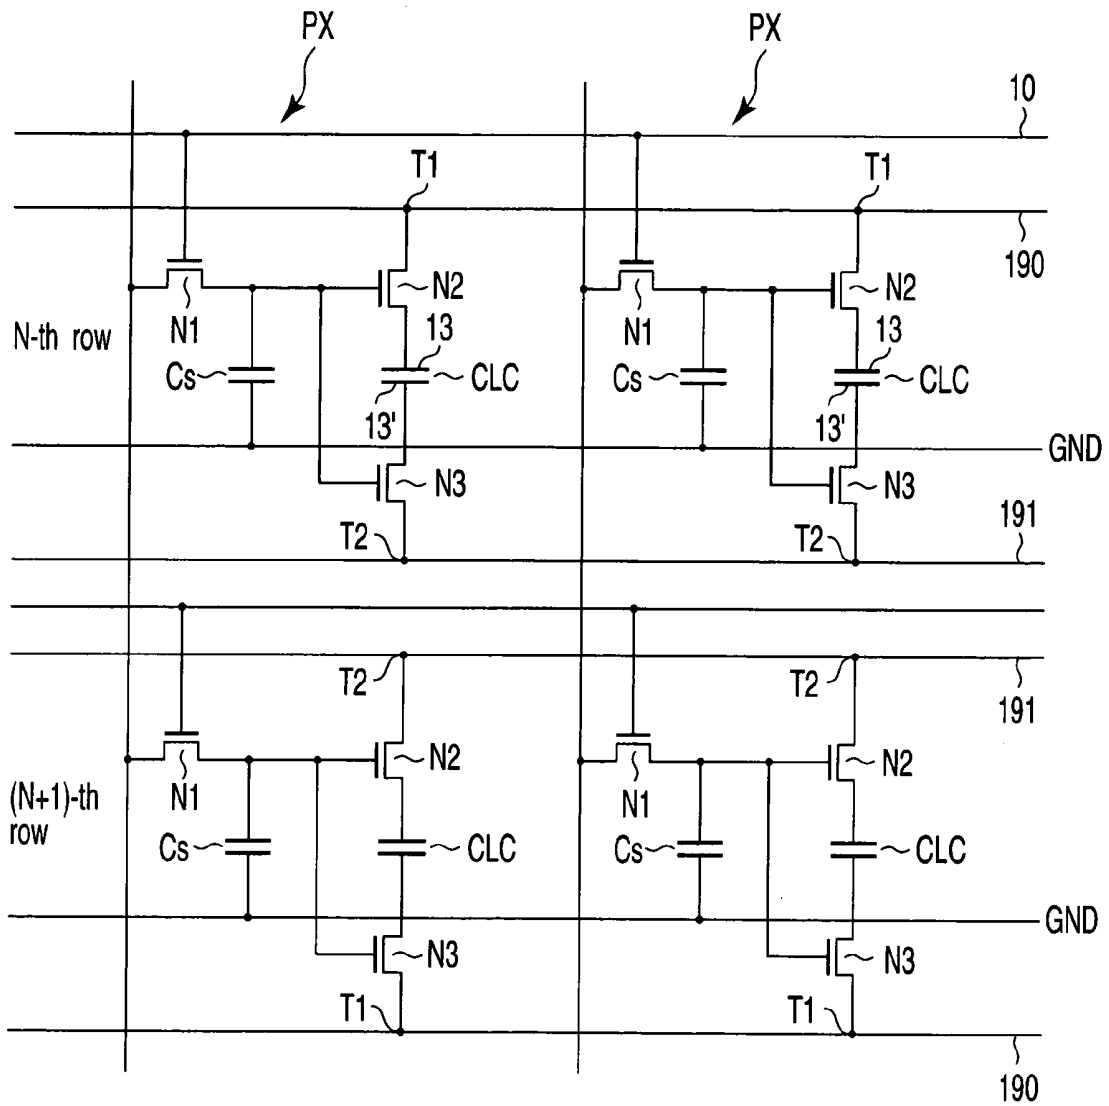 PX
PX
10
T1
T1
190
N2
N2
N1
N1
N-th row
13
13
Cs
CLC
Cs
CLC
13'
13'
GND
N3
N3
191
T2
T2
T2
T2
191
N2
N2
N1
N1
(N+1)-th
row
Cs
CLC
Cs
CLC
GND
N3
N3
T1
T1
190